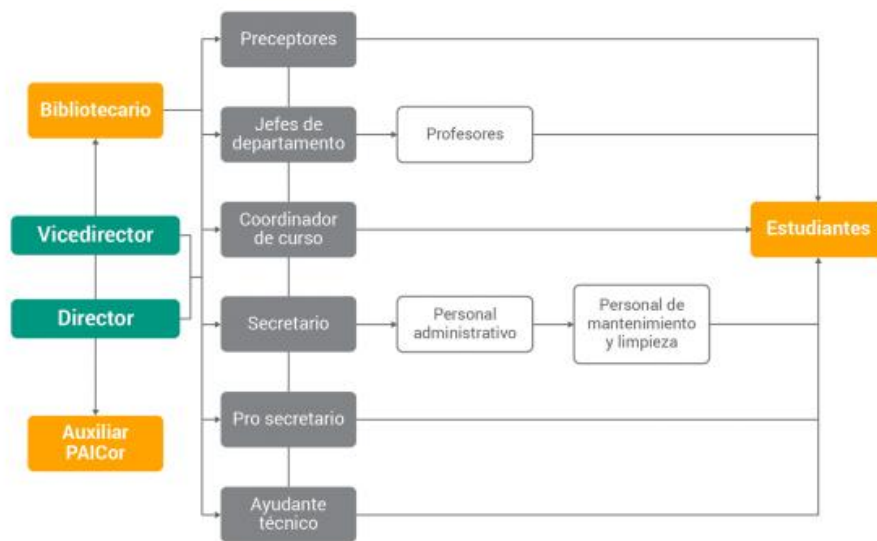 Preceptores
Bibliotecario
Jefes de
departamento
Profesores
Vicedirector
Coordinador
de curso
Estudiantes
Director
Secretario
Personal
administrativo
Personal de
mantenimiento
y limpieza
Auxiliar
PAICor
Pro secretario
Ayudante
técnico